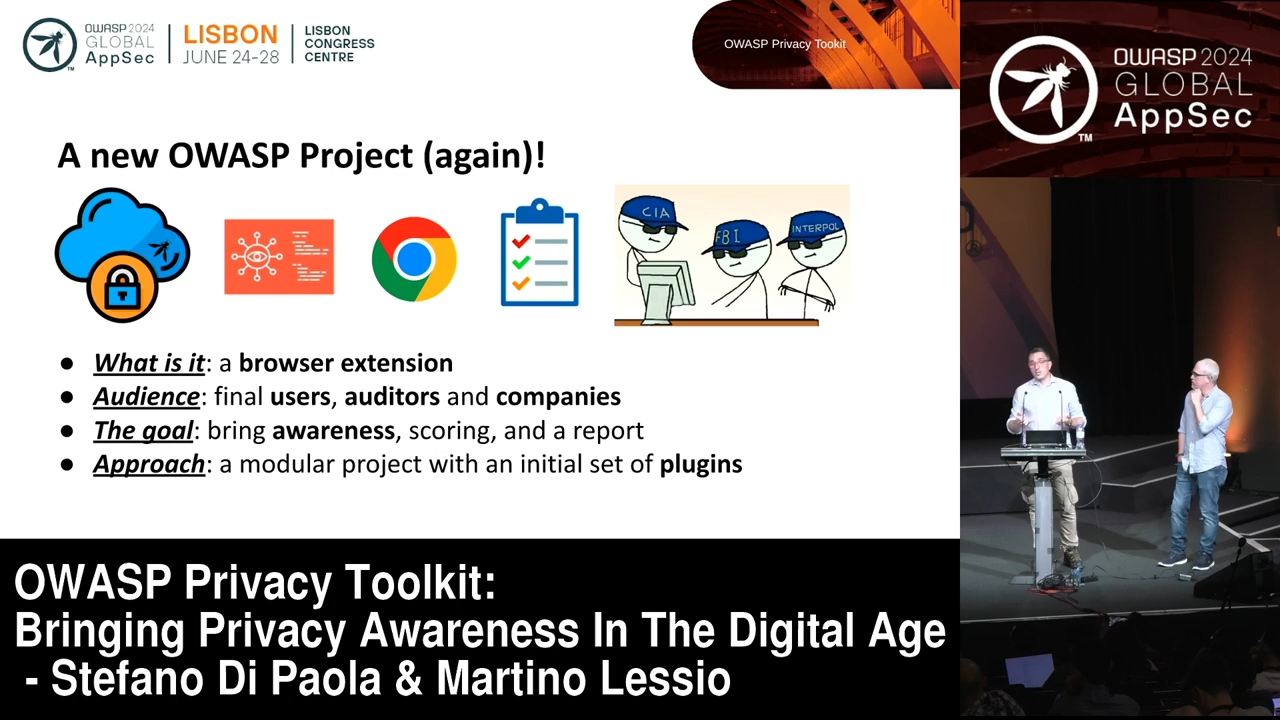 OWASP 2024
GLOBAL
AppSec
TM
LISBON
JUNE 24-28
LISBON
CONGRESS
CENTRE
OWASP Privacy Tookit
OWASP 2024
GLOBAL
AppSec
TM
A new OWASP Project (again)!
CIA
FBI
INTERPOL
● What is it: a browser extension
● Audience: final users, auditors and companies
● The goal: bring awareness, scoring, and a report
● Approach: a modular project with an initial set of plugins
OWASP Privacy Toolkit:
Bringing Privacy Awareness In The Digital Age
- Stefano Di Paola & Martino Lessio